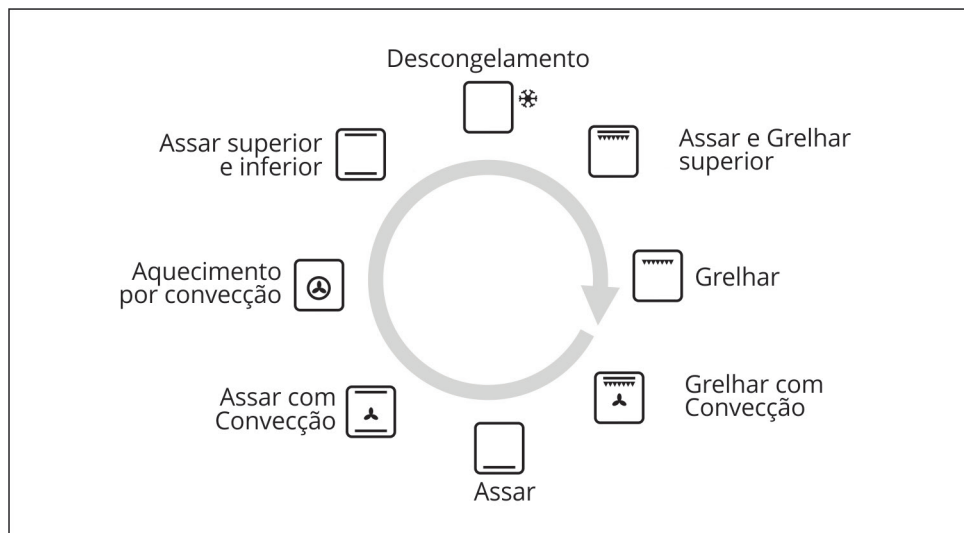 Descongelamento
Assar superior
e inferior
Assar e Grelhar
superior
Aquecimento
por convecção
Grelhar
Assar com
Convecção
Grelhar com
Convecção
Assar